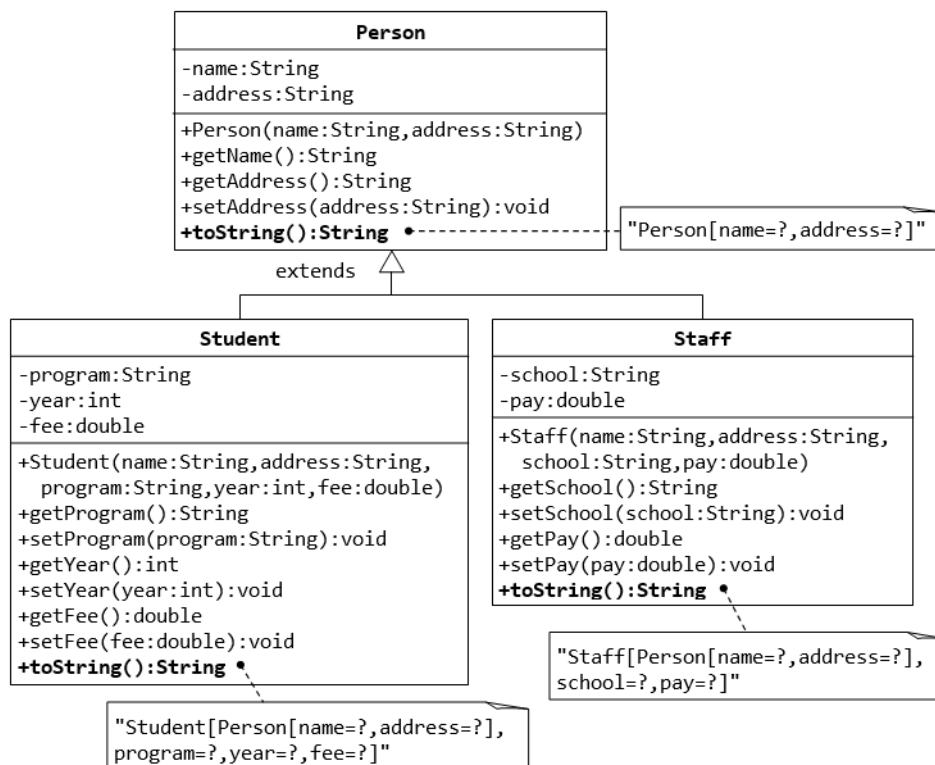 Person
-name:String
-address:String
+Person(name:String,address:String)
+getName():String
+getAddress():String
+setAddress(address:String):void
+toString():String
"Person[name=?,address=?]"
extends
Student
-program:String
-year:int
-fee:double
+Student(name:String,address:String,
program:String,year:int,fee:double)
+getProgram():String
+setProgram(program:String):void
+getYear():int
+setYear(year:int):void
+getFee():double
+setFee(fee:double):void
+toString():String
"Student[Person[name=?,address=?],
program=?,year=?,fee=?]"
Staff
-school:String
-pay:double
+Staff(name:String,address:String,
school:String,pay:double)
+getSchool():String
+setSchool(school:String):void
+getPay():double
+setPay(pay:double):void
+toString():String
"Staff[Person[name=?,address=?],
school=?,pay=?]"